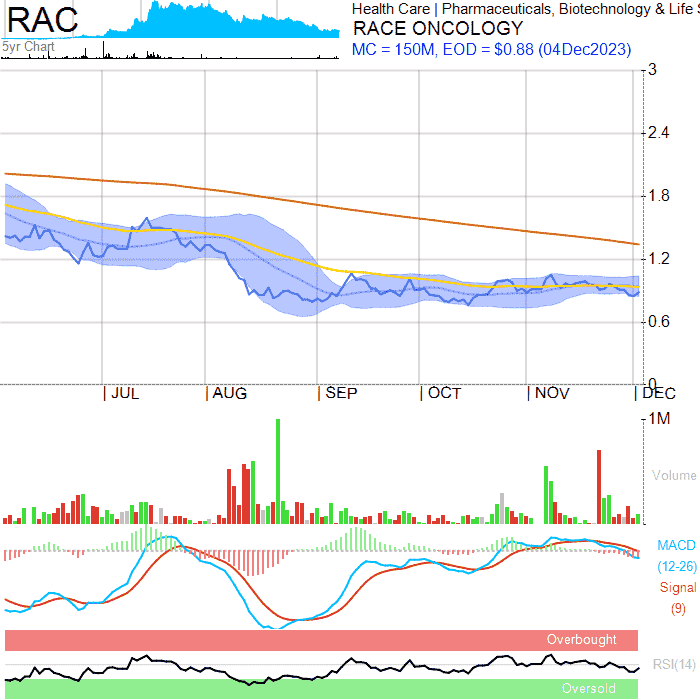 RAC
Health Care | Pharmaceuticals, Biotechnology & Life
RACE ONCOLOGY
5yr Chart
MC = 150M, EOD = $0.88 (04Dec2023)
3
2.4
1.8
1.2
0.6
0
| JUL | AUG | SEP | OCT | NOV | DEC
1M
Volume
MACD
(12-26)
Signal
(9)
Overbought
RSI(14)
Oversold